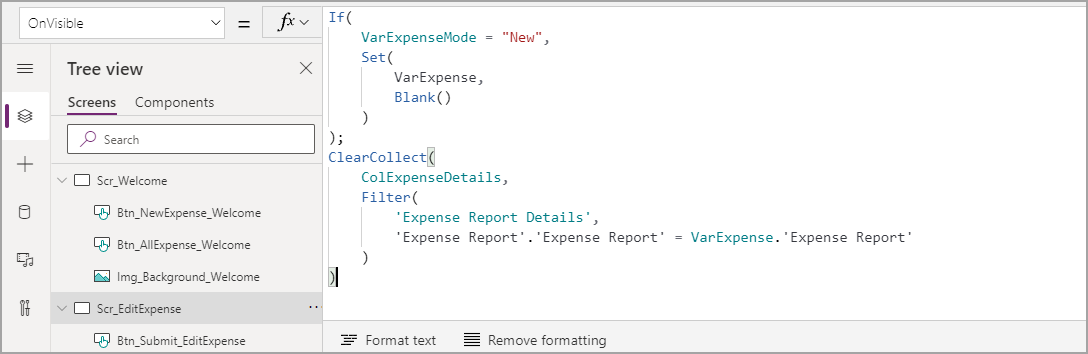 OnVisible
=
fx
If(
VarExpenseMode = "New",
Set(
VarExpense,
Blank()
)
);
ClearCollect(
ColExpenseDetails,
Filter(
'Expense Report Details',
'Expense Report'.'Expense Report' = VarExpense.'Expense Report'
)
)
Tree view
Screens Components
Search
Scr_Welcome
Btn_NewExpense_Welcome
Btn_AllExpense_Welcome
Img_Background_Welcome
Scr_EditExpense
Btn_Submit_EditExpense
Format text Remove formatting